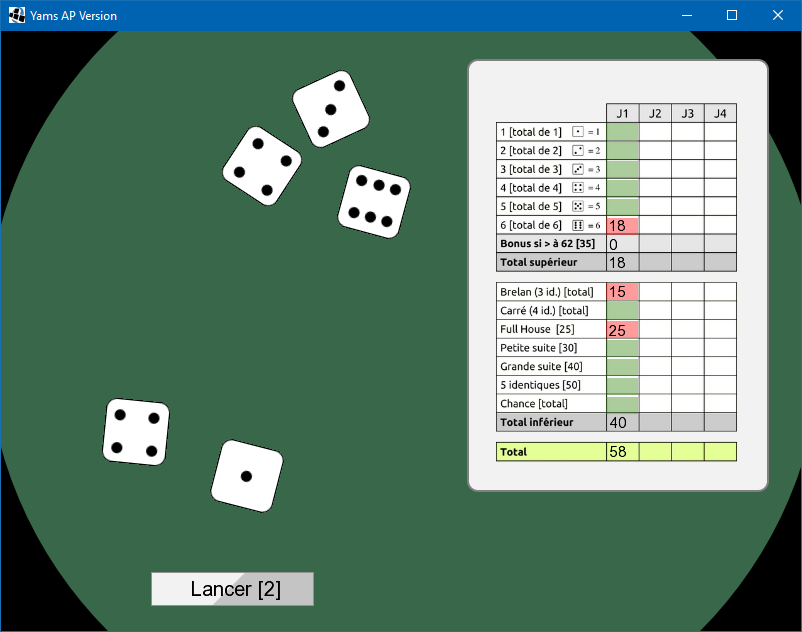 Yams AP Version
J1 J2 J3 J4
1 [total de 1] = 1
2 [total de 2] = 2
3 [total de 3] = 3
4 [total de 4] = 4
5 [total de 5] = 5
6 [total de 6] = 6 18
Bonus si > à 62 [35] 0
Total supérieur 18
Brelan (3 id.) [total] 15
Carré (4 id.) [total]
Full House [25] 25
Petite suite [30]
Grande suite [40]
5 identiques [50]
Chance [total]
Total inférieur 40
Total 58
Lancer [2]